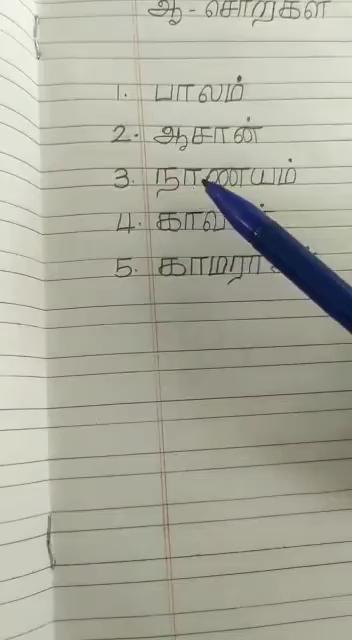 ஆ - சொற்கள்
1. பாலம்
2. ஆசான்
3. நாணயம்
4.
5.